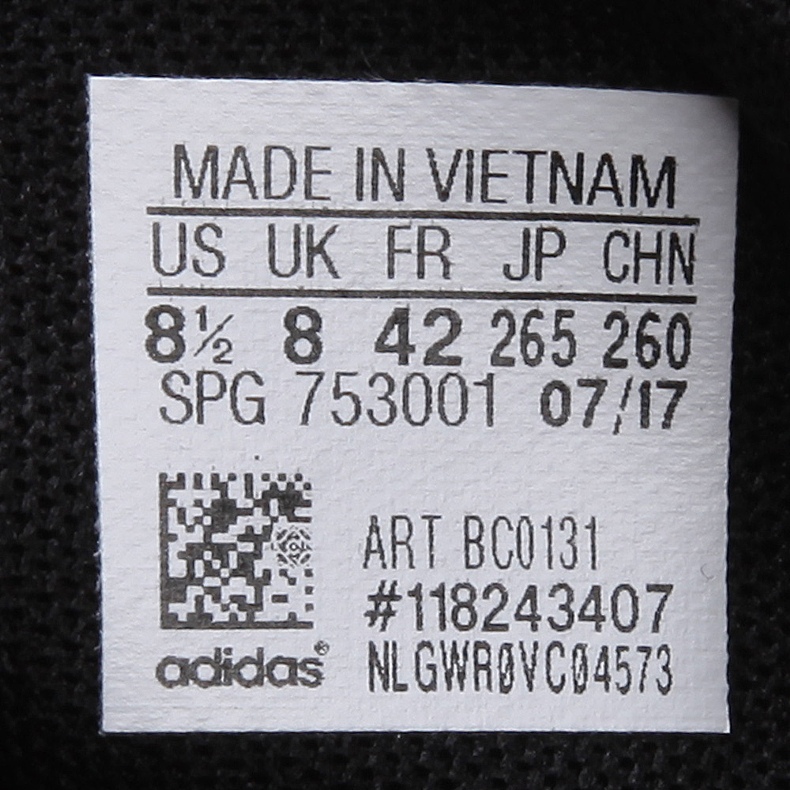 MADE IN VIETNAM
US UK FR JP CHN
8½ 8 42 265 260
SPG 753001 07/17
ART BC0131
#118243407
adidas® NLGWRØVCØ4573